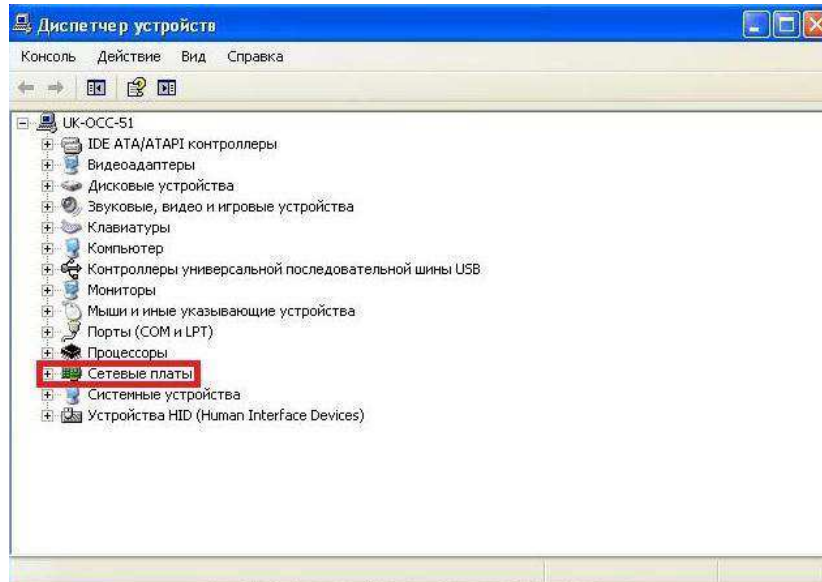 Диспетчер устройств
Консоль Действие Вид Справка
UK-OCC-51
IDE ATA/ATAPI контроллеры
Видеоадаптеры
Дисковые устройства
Звуковые, видео и игровые устройства
Клавиатуры
Компьютер
Контроллеры универсальной последовательной шины USB
Мониторы
Мыши и иные указывающие устройства
Порты (COM и LPT)
Процессоры
Сетевые платы
Системные устройства
Устройства HID (Human Interface Devices)